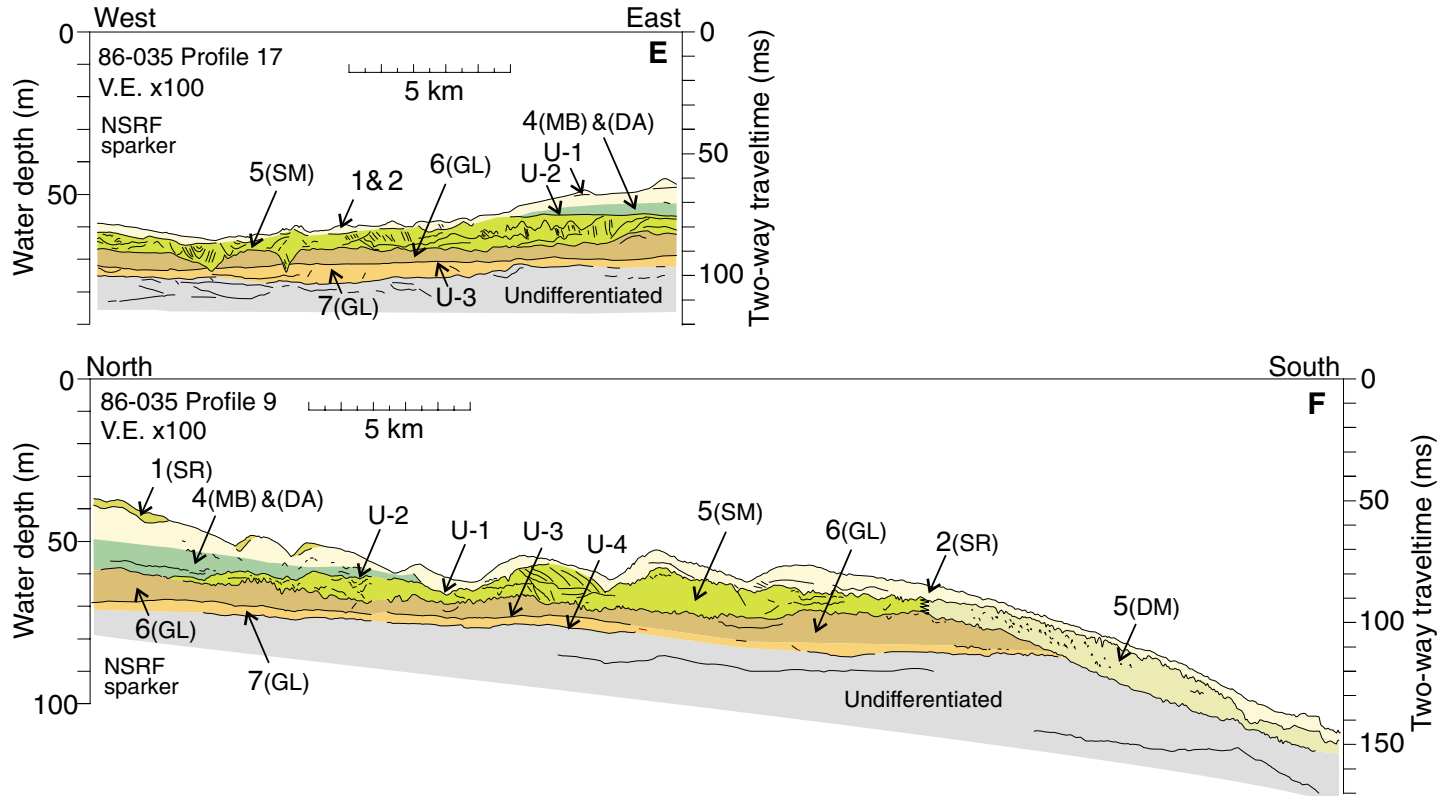 West
East
0
0
86-035 Profile 17
E
V.E. x100
5 km
NSRF
sparker
4(MB) &(DA)
U-1
50
6(GL)
U-2
5(SM)
1& 2
50
100
7(GL)
U-3
Undifferentiated
Water depth (m)
Two-way traveltime (ms)
North
South
0
0
86-035 Profile 9
F
V.E. x100
5 km
1(SR)
4(MB) &(DA)
50
U-2
U-1
U-3
U-4
5(SM)
6(GL)
2(SR)
50
100
5(DM)
6(GL)
NSRF
sparker
7(GL)
Undifferentiated
100
150
Water depth (m)
Two-way traveltime (ms)